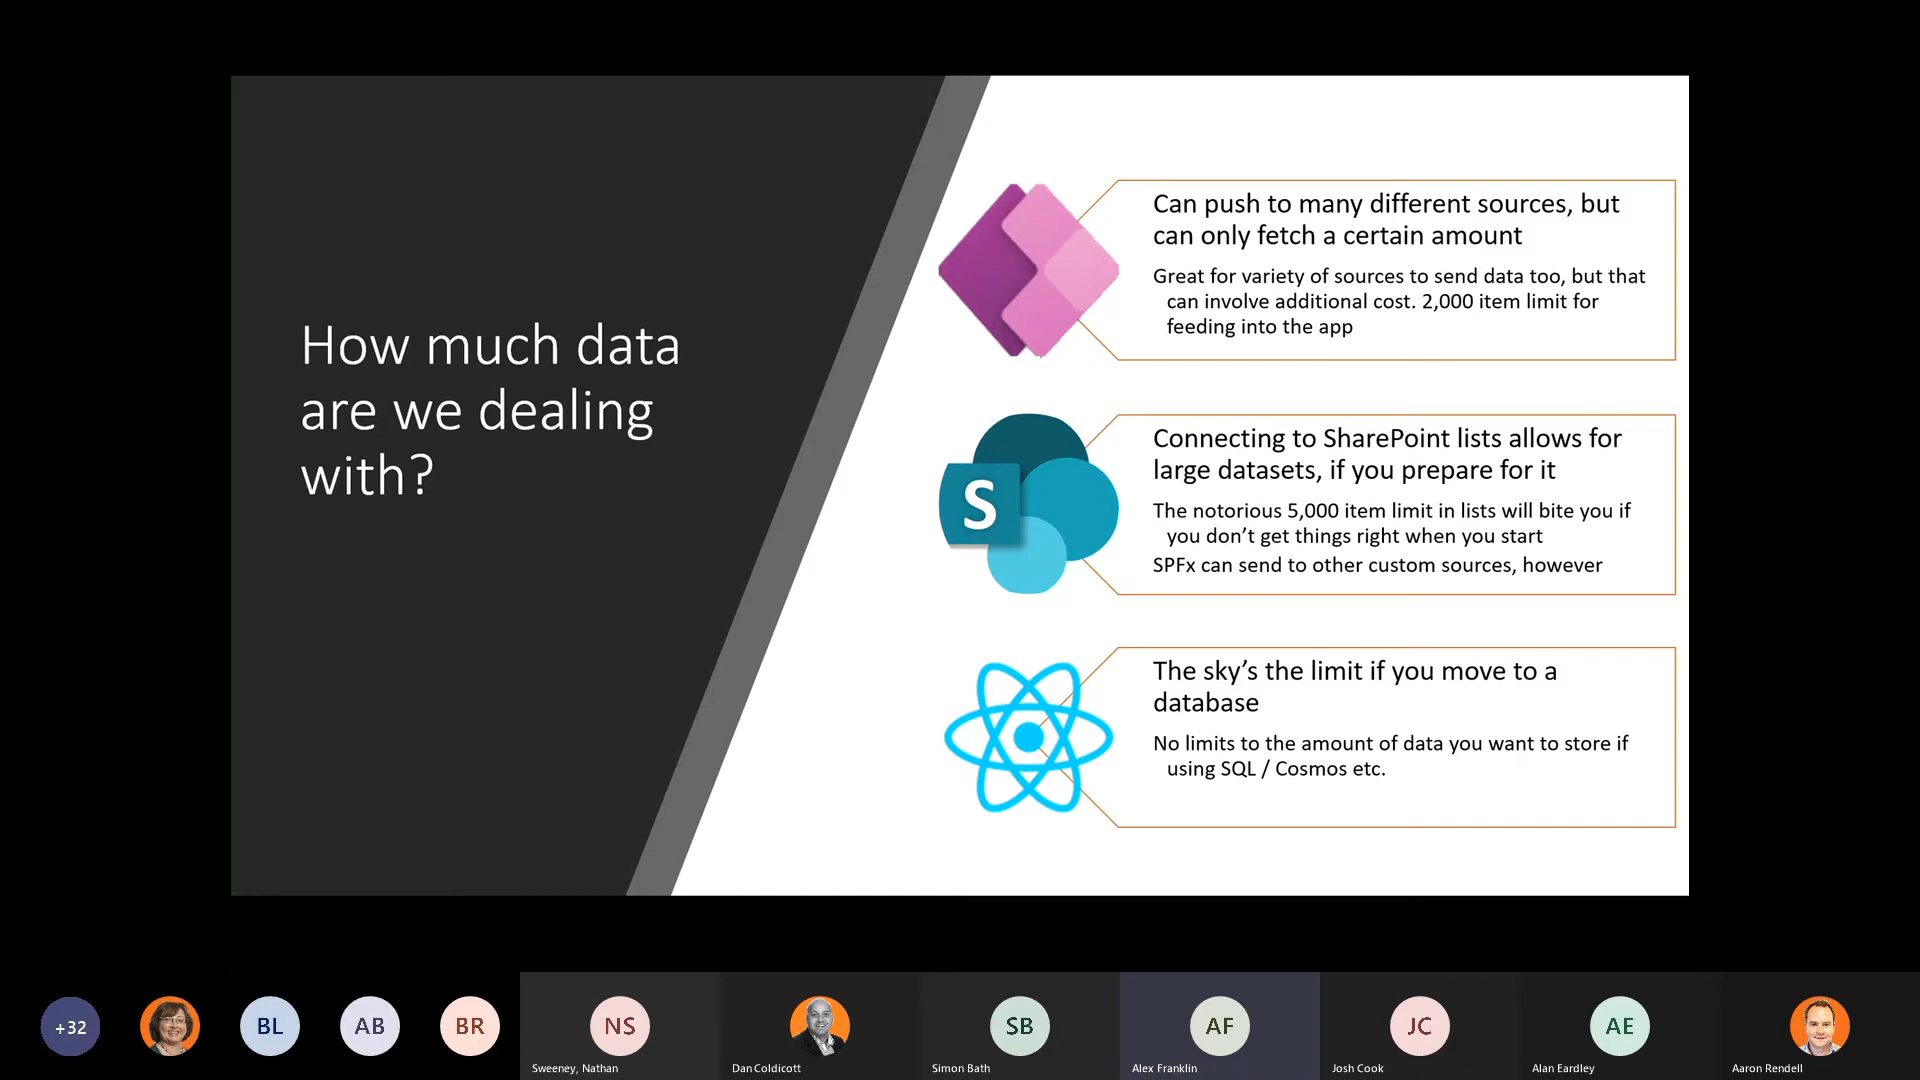 How much data
are we dealing
with?
Can push to many different sources, but
can only fetch a certain amount
Great for variety of sources to send data too, but that
can involve additional cost. 2,000 item limit for
feeding into the app
S
Connecting to SharePoint lists allows for
large datasets, if you prepare for it
The notorious 5,000 item limit in lists will bite you if
you don’t get things right when you start
SPFx can send to other custom sources, however
The sky’s the limit if you move to a
database
No limits to the amount of data you want to store if
using SQL / Cosmos etc.
+32
BL
AB
BR
NS
SB
AF
JC
AE
Sweeney, Nathan
Dan Coldicott
Simon Bath
Alex Franklin
Josh Cook
Alan Eardley
Aaron Rendell